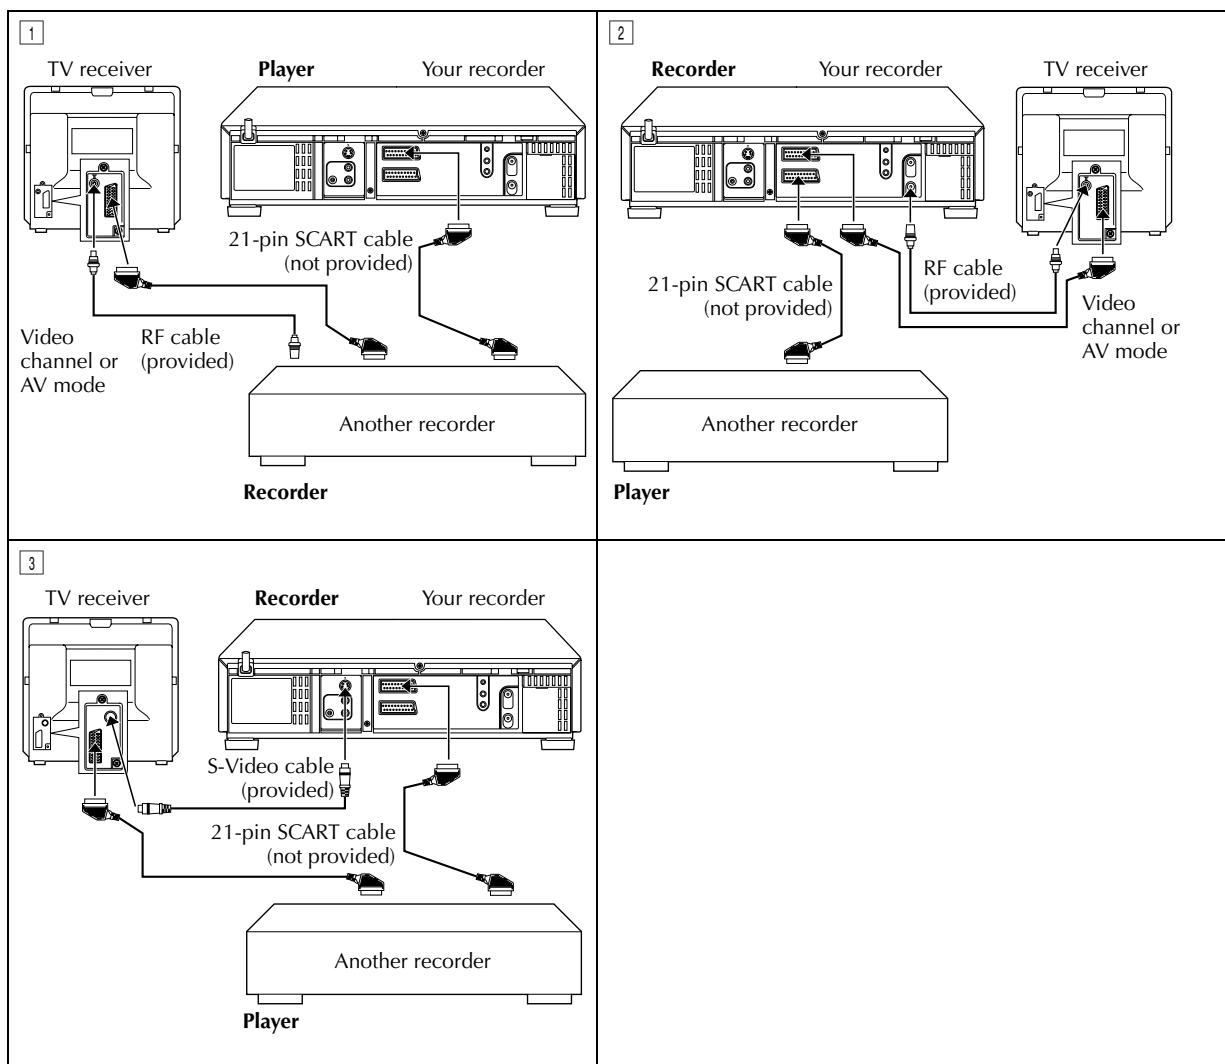 1
TV receiver
Player
Your recorder
21-pin SCART cable
(not provided)
Video
channel or
AV mode
RF cable
(provided)
Another recorder
Recorder
2
Recorder
Your recorder
TV receiver
21-pin SCART cable
(not provided)
RF cable
(provided)
Video
channel or
AV mode
Another recorder
Player
3
TV receiver
Recorder
Your recorder
S-Video cable
(provided)
21-pin SCART cable
(not provided)
Another recorder
Player